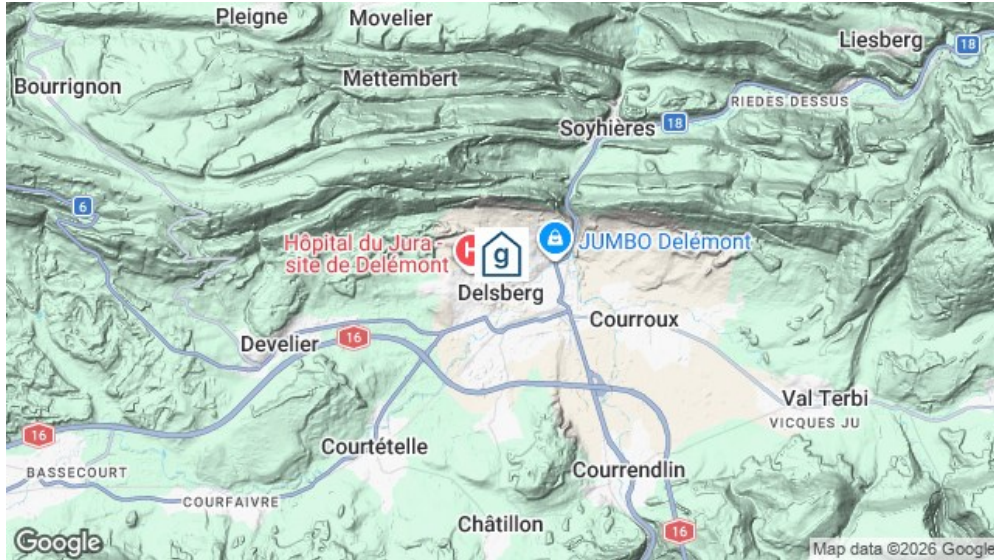 Pleigne
Movelier
Liesberg
18
Bourrignon
Mettembert
RIEDES DESSUS
Soyhières
18
6
Hôpital du Jura -
site de Delémont
H
g
JUMBO Delémont
Delsberg
Courroux
Develier
16
Val Terbi
VICQUES JU
16
Courtételle
BASSECOURT
Courrendlin
COURFAIVRE
Châtillon
16
Google
Map data ©2026 Google